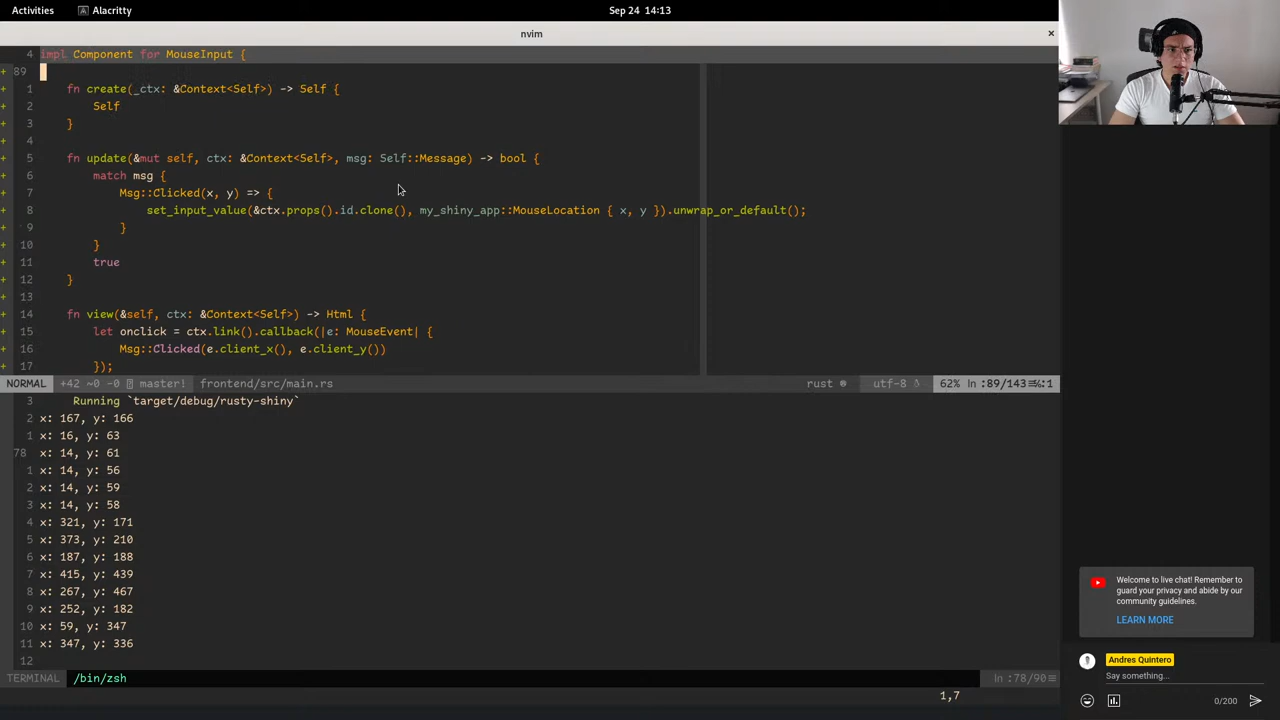 Activities
Alacritty
Sep 24 14:13
nvim
4 impl Component for MouseInput {
+ 89
+ 1 fn create(_ctx: &Context<Self>) -> Self {
+ 2 Self
+ 3 }
+ 4
+ 5 fn update(&mut self, ctx: &Context<Self>, msg: Self::Message) -> bool {
+ 6 match msg {
+ 7 Msg::Clicked(x, y) => {
+ 8 set_input_value(&ctx.props().id.clone(), my_shiny_app::MouseLocation { x, y }).unwrap_or_default();
+ 9 }
+ 10 }
+ 11 true
+ 12 }
+ 13
+ 14 fn view(&self, ctx: &Context<Self>) -> Html {
+ 15 let onclick = ctx.link().callback(|e: MouseEvent| {
+ 16 Msg::Clicked(e.client_x(), e.client_y())
+ 17 });
NORMAL +42 ~0 -0 master! frontend/src/main.rs rust utf-8 62% ln :89/143≡℅:1
3 Running `target/debug/rusty-shiny`
2 x: 167, y: 166
1 x: 16, y: 63
78 x: 14, y: 61
1 x: 14, y: 56
2 x: 14, y: 59
3 x: 14, y: 58
4 x: 321, y: 171
5 x: 373, y: 210
6 x: 187, y: 188
7 x: 415, y: 439
8 x: 267, y: 467
9 x: 252, y: 182
10 x: 59, y: 347
11 x: 347, y: 336
12
TERMINAL /bin/zsh ln :78/90≡
1,7
Welcome to live chat! Remember to
guard your privacy and abide by our
community guidelines.
LEARN MORE
Andres Quintero
Say something...
0/200